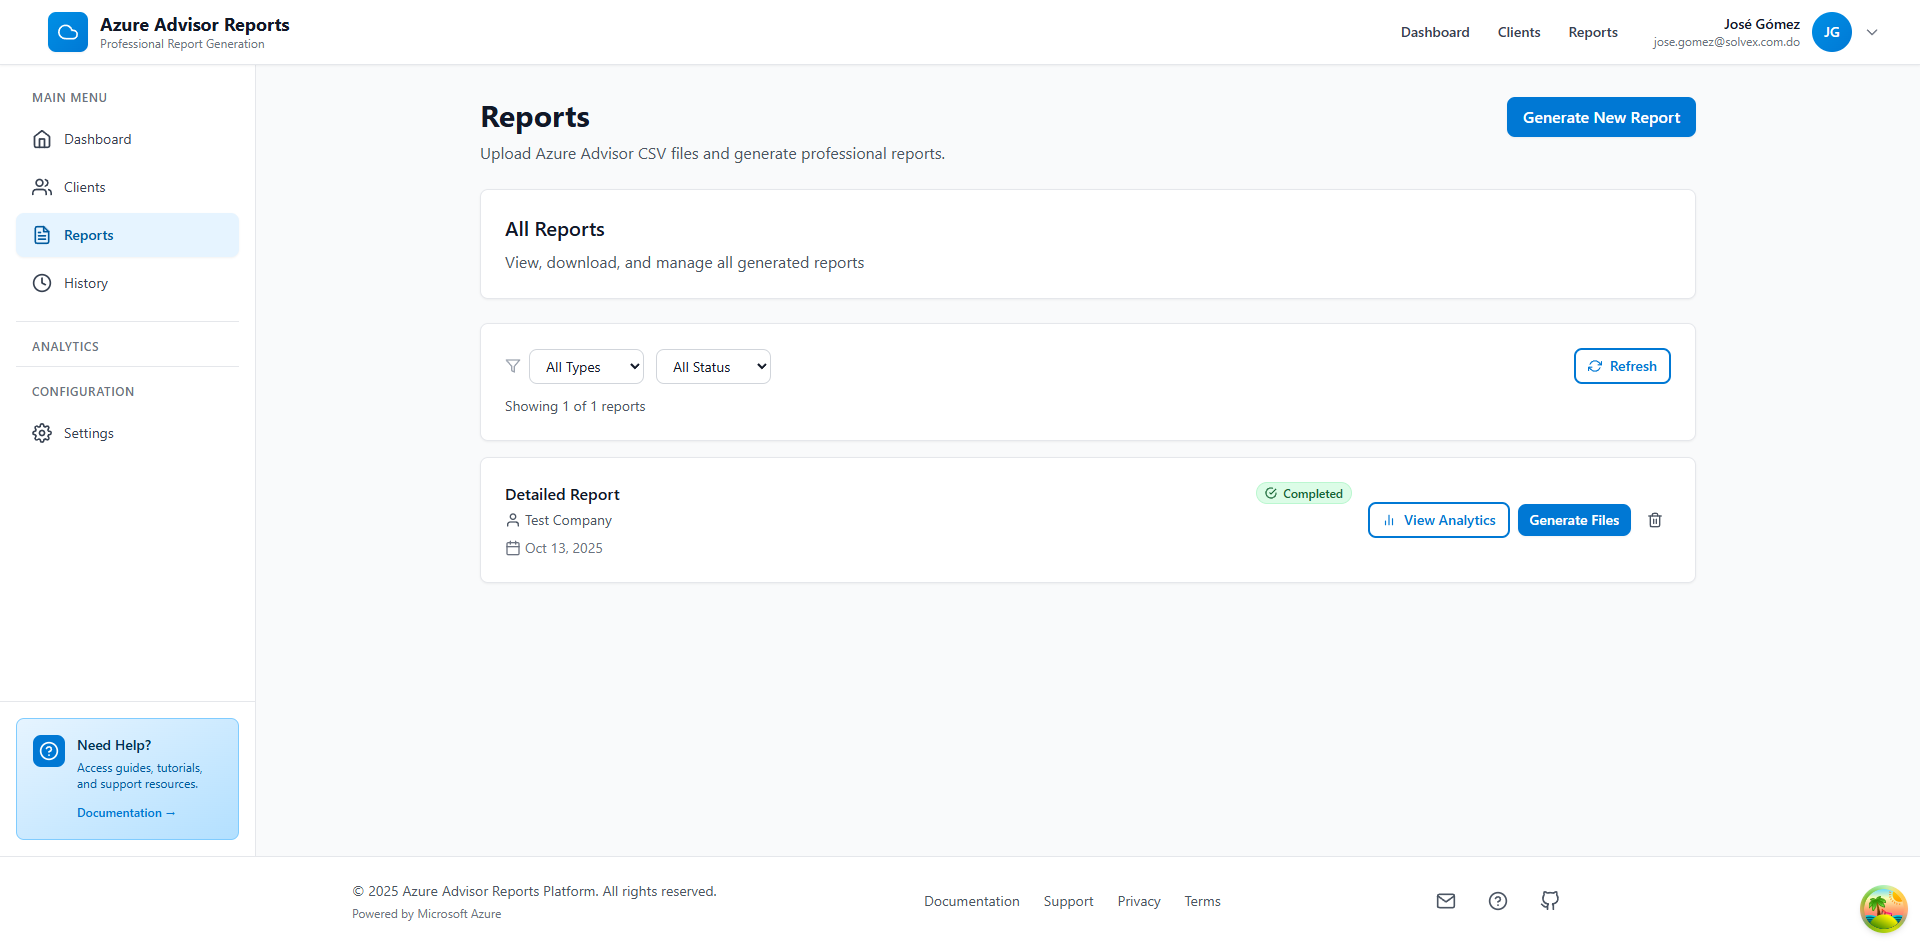 Azure Advisor Reports
Professional Report Generation
Dashboard
Clients
Reports
José Gómez
jose.gomez@solvex.com.do
JG
MAIN MENU
Dashboard
Clients
Reports
History
ANALYTICS
CONFIGURATION
Settings
Need Help?
Access guides, tutorials,
and support resources.
Documentation →
Reports
Generate New Report
Upload Azure Advisor CSV files and generate professional reports.
All Reports
View, download, and manage all generated reports
All Types
All Status
Refresh
Showing 1 of 1 reports
Detailed Report
Test Company
Oct 13, 2025
Completed
View Analytics
Generate Files
© 2025 Azure Advisor Reports Platform. All rights reserved.
Powered by Microsoft Azure
Documentation
Support
Privacy
Terms